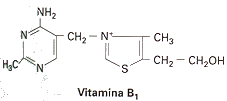 NH₂
N
CH₂
N⁺
CH₃
H₃C
N
S
CH₂ – CH₂OH
Vitamina B₁